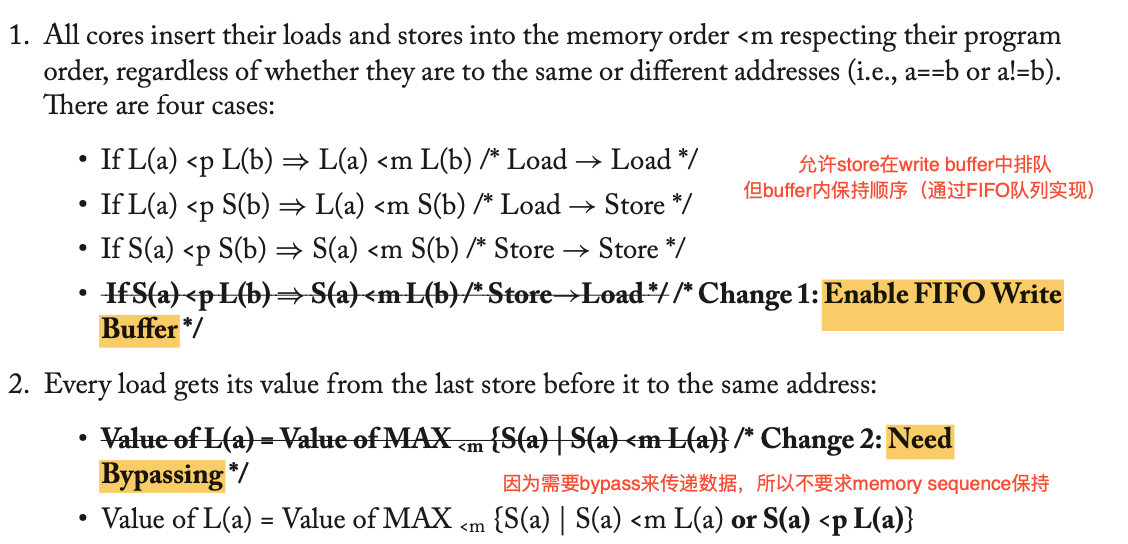 1. All cores insert their loads and stores into the memory order <m respecting their program
order, regardless of whether they are to the same or different addresses (i.e., a==b or a!=b).
There are four cases:
• If L(a) <p L(b) ⇒ L(a) <m L(b) /* Load → Load */
允许store在write buffer中排队
• If L(a) <p S(b) ⇒ L(a) <m S(b) /* Load → Store */
但buffer内保持顺序（通过FIFO队列实现）
• If S(a) <p S(b) ⇒ S(a) <m S(b) /* Store → Store */
• If S(a) <p L(b) ⇒ S(a) <m L(b) /* Store→Load */ /* Change 1: Enable FIFO Write
Buffer */
2. Every load gets its value from the last store before it to the same address:
• Value of L(a) = Value of MAX <m {S(a) | S(a) <m L(a)} /* Change 2: Need
Bypassing */
因为需要bypass来传递数据，所以不要求memory sequence保持
• Value of L(a) = Value of MAX <m {S(a) | S(a) <m L(a) or S(a) <p L(a)}